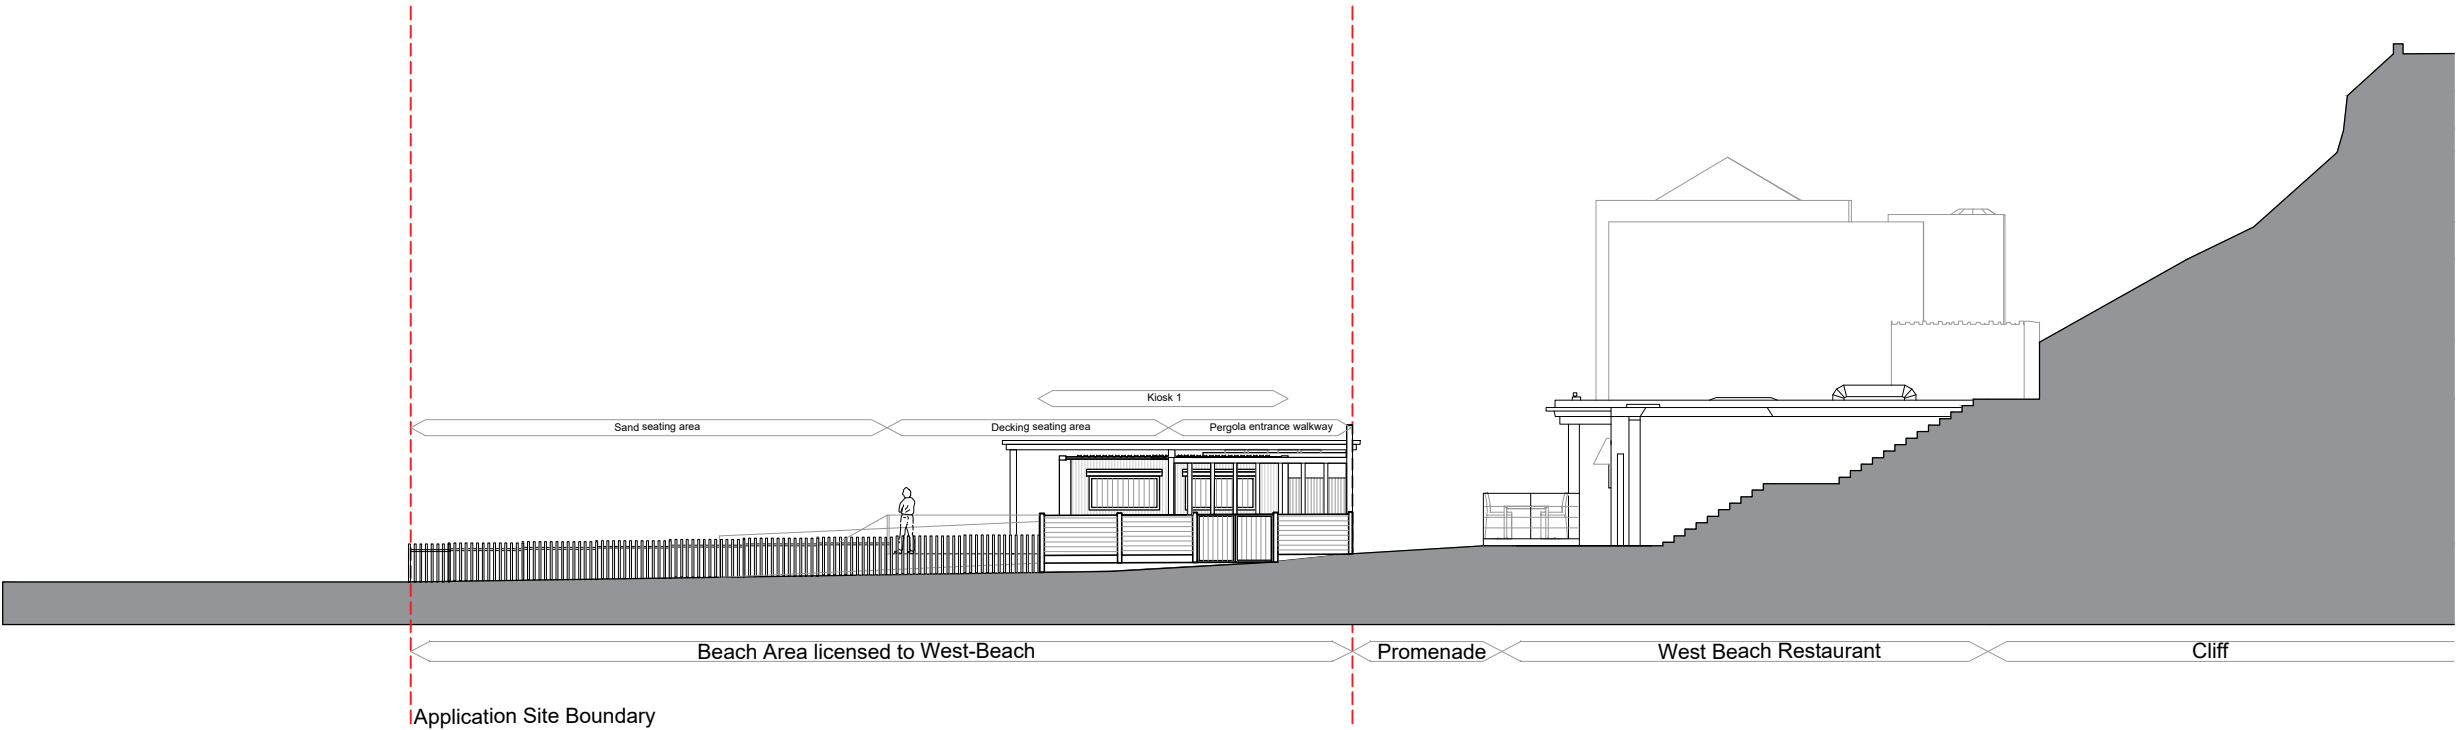 Kiosk 1
Sand seating area
Decking seating area
Pergola entrance walkway
Beach Area licensed to West-Beach
Promenade
West Beach Restaurant
Cliff
Application Site Boundary